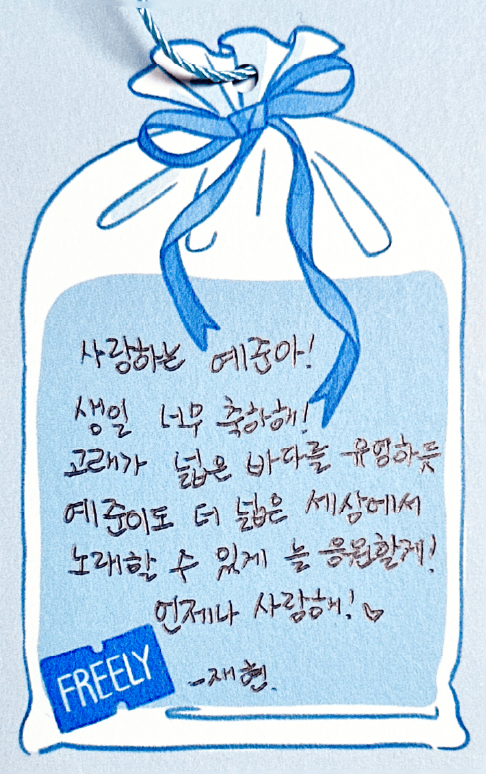 사랑하는 예준아!
생일 너무 축하해!
고래가 넓은 바다를 유영하듯
예준이도 더 넓은 세상에서
노래할 수 있게 늘 응원할게!
언제나 사랑해!♡
FREELY
-재현.